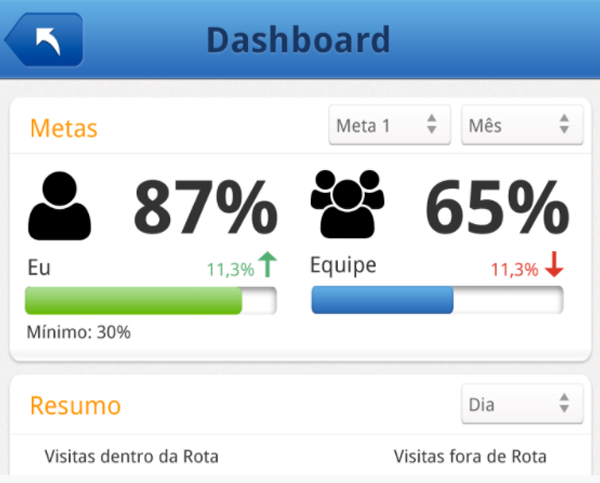 Dashboard
Metas
Meta 1
Mês
87%
65%
Eu
11,3%
Equipe
11,3%
Mínimo: 30%
Resumo
Dia
Visitas dentro da Rota
Visitas fora de Rota